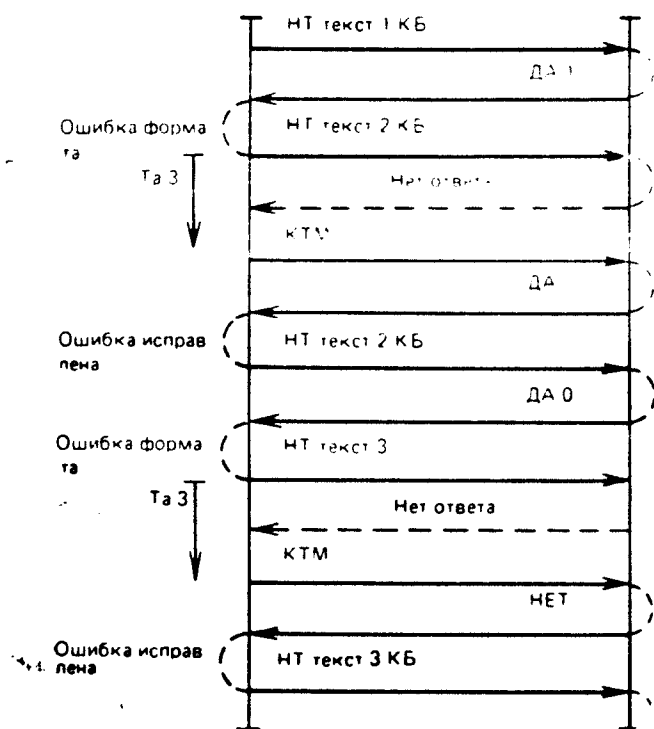 НТ текст 1 КБ
ДА 1
Ошибка форма
та
НТ текст 2 КБ
Та 3
Нет ответа
КТМ
ДА
Ошибка исправ
лена
НТ текст 2 КБ
ДА 0
Ошибка форма
та
НТ текст 3
Та 3
Нет ответа
КТМ
НЕТ
Ошибка исправ
лена
НТ текст 3 КБ